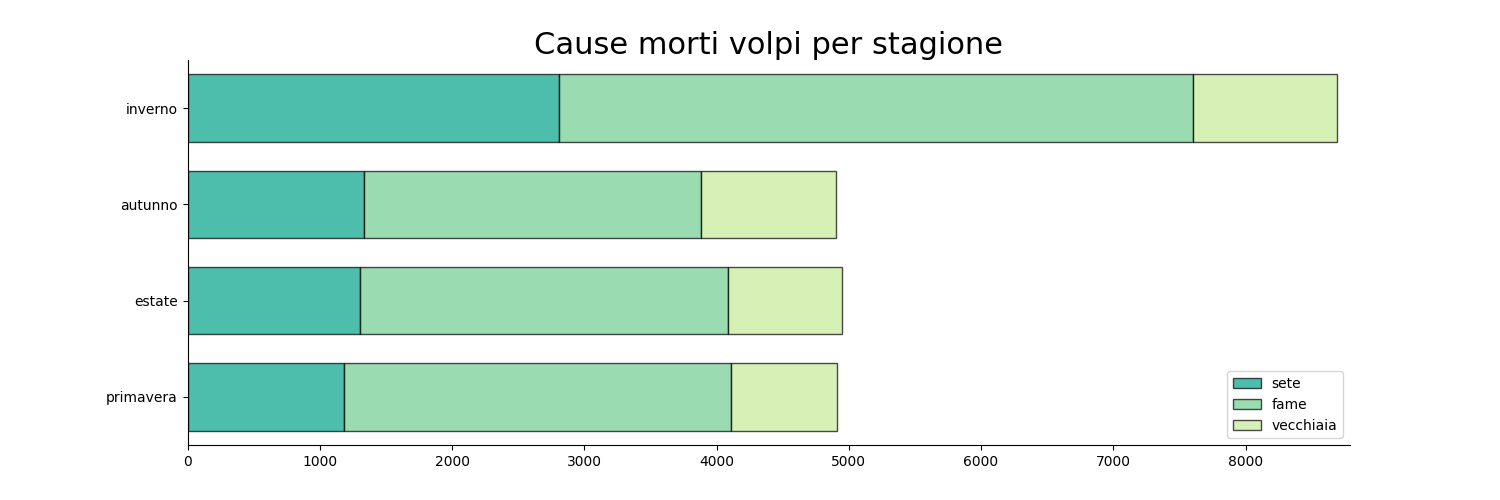 Cause morti volpi per stagione
inverno
autunno
estate
primavera
sete
fame
vecchiaia
0 1000 2000 3000 4000 5000 6000 7000 8000